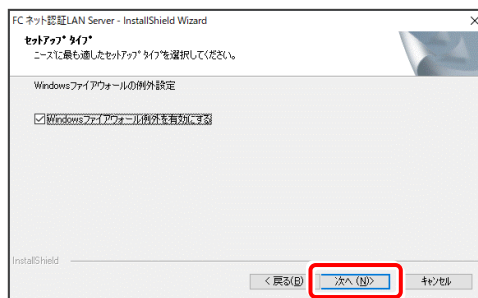 FC ネット認証LAN Server - InstallShield Wizard
セットアップ タイプ
ニーズに最も適したセットアップ タイプを選択してください。
Windowsファイアウォールの例外設定
Windowsファイアウォール例外を有効にする
InstallShield
< 戻る(B)
次へ (N)>
キャンセル